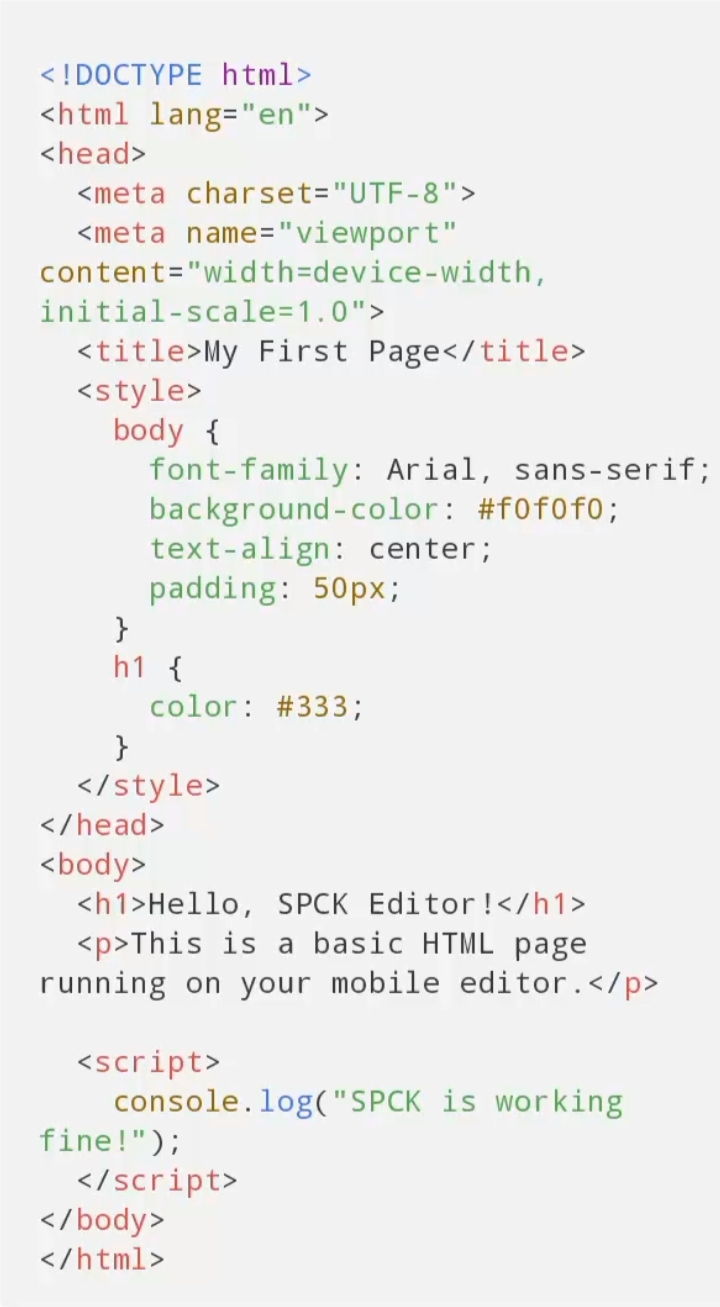 <!DOCTYPE html>
<html lang="en">
<head>
  <meta charset="UTF-8">
  <meta name="viewport"
content="width=device-width,
initial-scale=1.0">
  <title>My First Page</title>
  <style>
    body {
      font-family: Arial, sans-serif;
      background-color: #f0f0f0;
      text-align: center;
      padding: 50px;
    }
    h1 {
      color: #333;
    }
  </style>
</head>
<body>
  <h1>Hello, SPCK Editor!</h1>
  <p>This is a basic HTML page
running on your mobile editor.</p>

  <script>
    console.log("SPCK is working
fine!");
  </script>
</body>
</html>